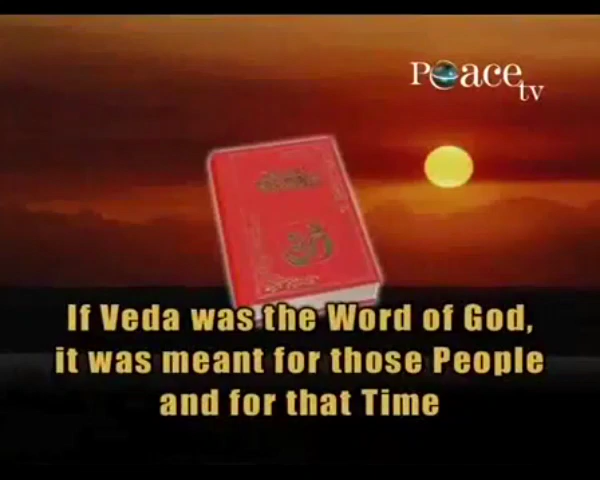 Peace
tv
ॐ
If Veda was the Word of God,
it was meant for those People
and for that Time